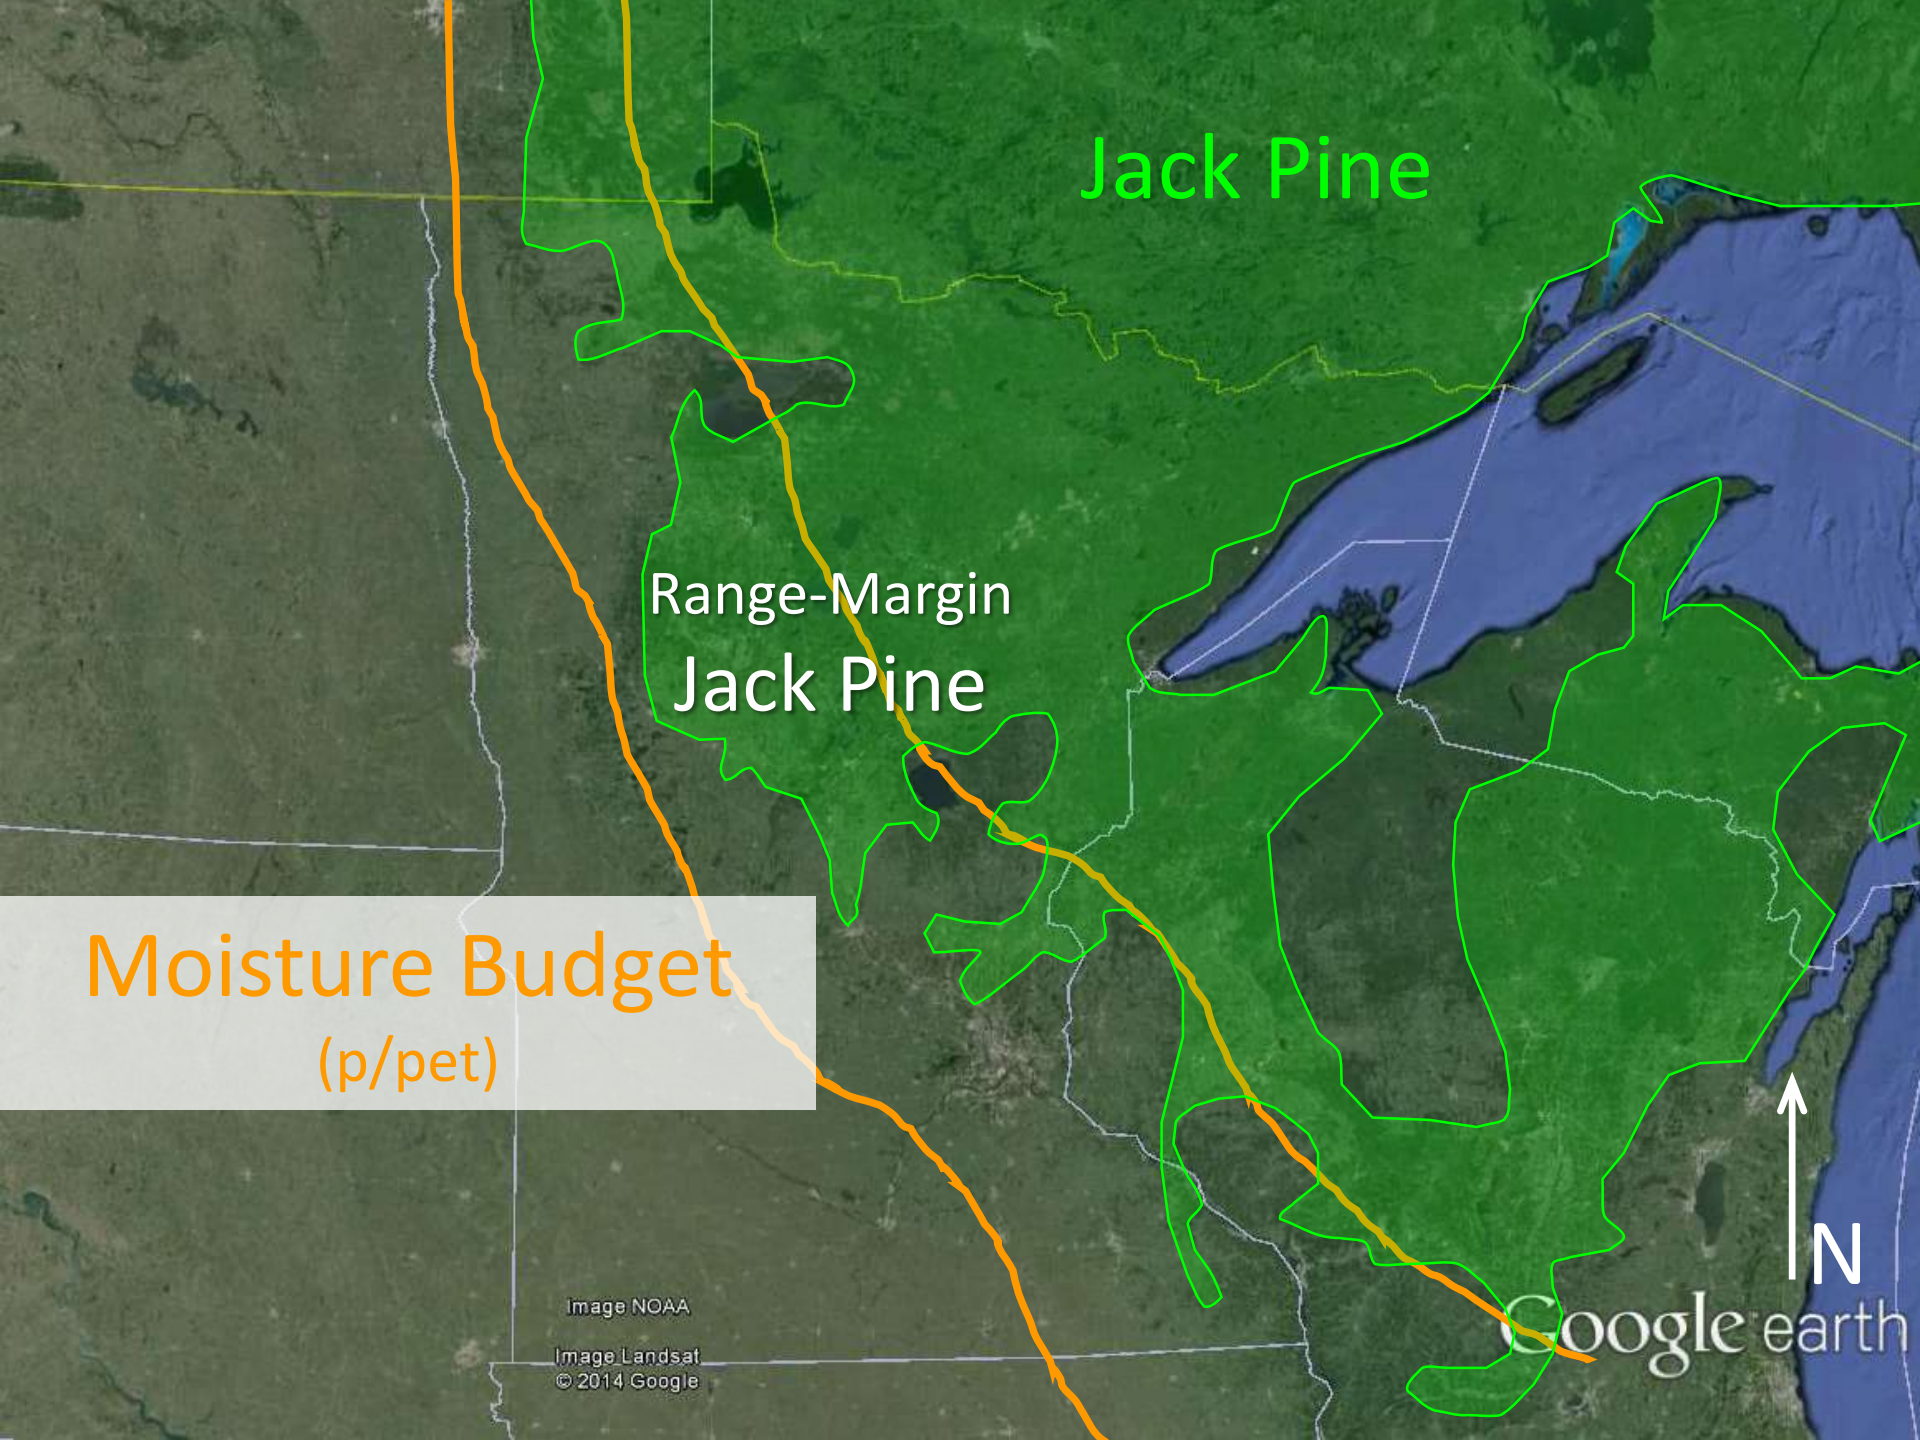 Jack Pine
Range-Margin
Jack Pine
Moisture Budget
(p/pet)
N
Image NOAA
Image Landsat
© 2014 Google
Google earth